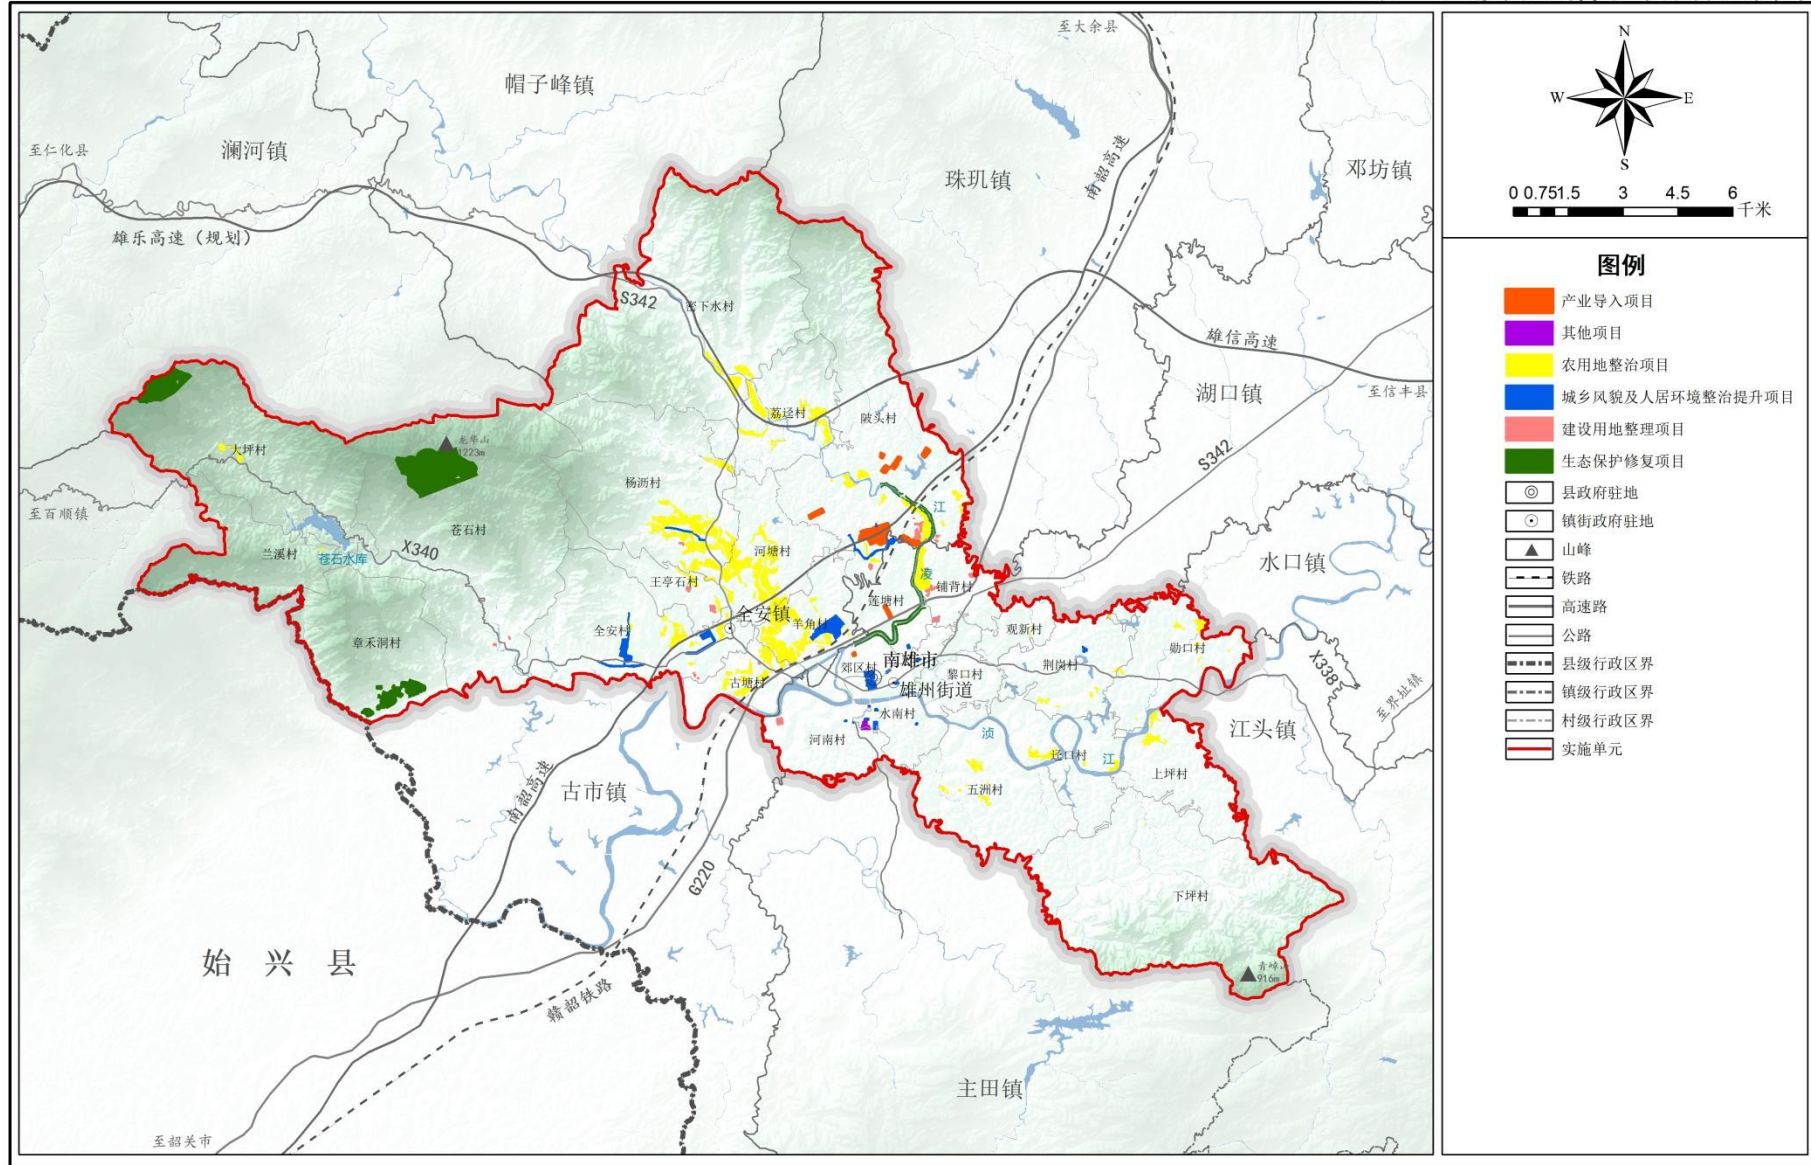 至大余县
帽子峰镇
澜河镇
至仁化县
珠玑镇
南韶高速
邓坊镇
雄乐高速（规划）
S342
密下水村
雄信高速
至信丰县
湖口镇
荔迳村
陂头村
龙华山
1223m
大坪村
S342
杨沥村
至百顺镇
苍石村
江
X340
兰溪村
苍石水库
河塘村
水口镇
王亭石村
凌
铺背村
莲塘村
全安镇
羊角村
全安村
观新村
章禾洞村
勋口村
郊区村
南雄市
荆岗村
黎口村
X338
古塘村
雄州街道
至界址镇
水南村
江头镇
河南村
浈
迳口村
江
上坪村
南韶高速
古市镇
五洲村
G220
下坪村
始兴县
青嶂山
916m
赣韶铁路
主田镇
至韶关市
N
W
E
S
0 0.75 1.5 3 4.5 6
千米
图例
产业导入项目
其他项目
农用地整治项目
城乡风貌及人居环境整治提升项目
建设用地整理项目
生态保护修复项目
县政府驻地
镇街政府驻地
山峰
铁路
高速路
公路
县级行政区界
镇级行政区界
村级行政区界
实施单元